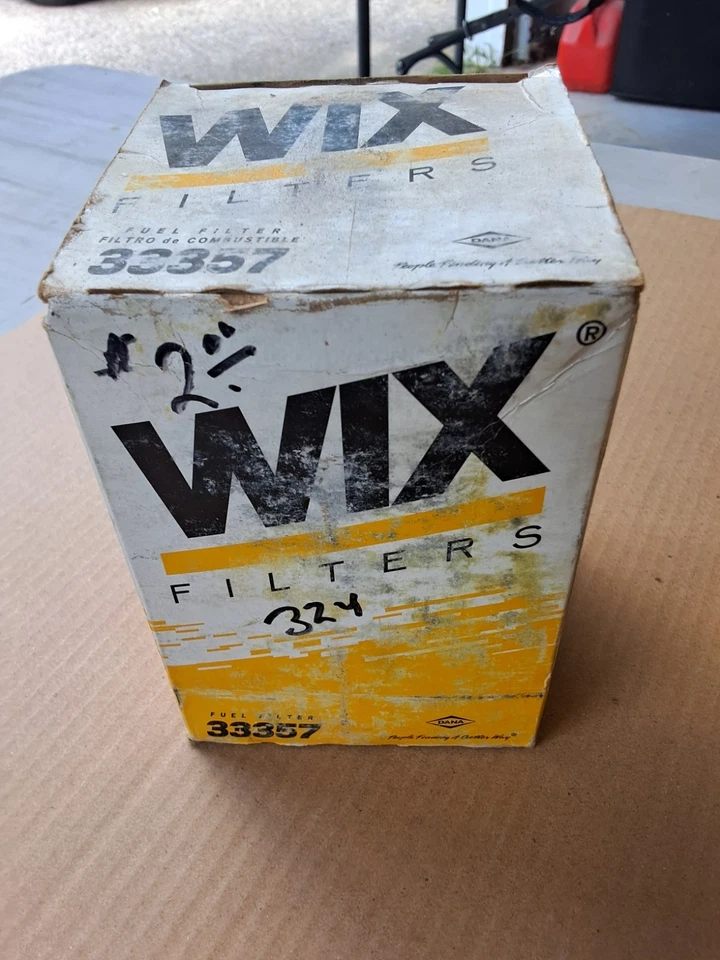 WIX
FILTERS
FUEL FILTER
FILTRO de COMBUSTIBLE
33357
DANA
People Finding A Better Way
$2.00
WIX®
FILTERS
324
FUEL FILTER
33357
DANA
People Finding A Better Way®